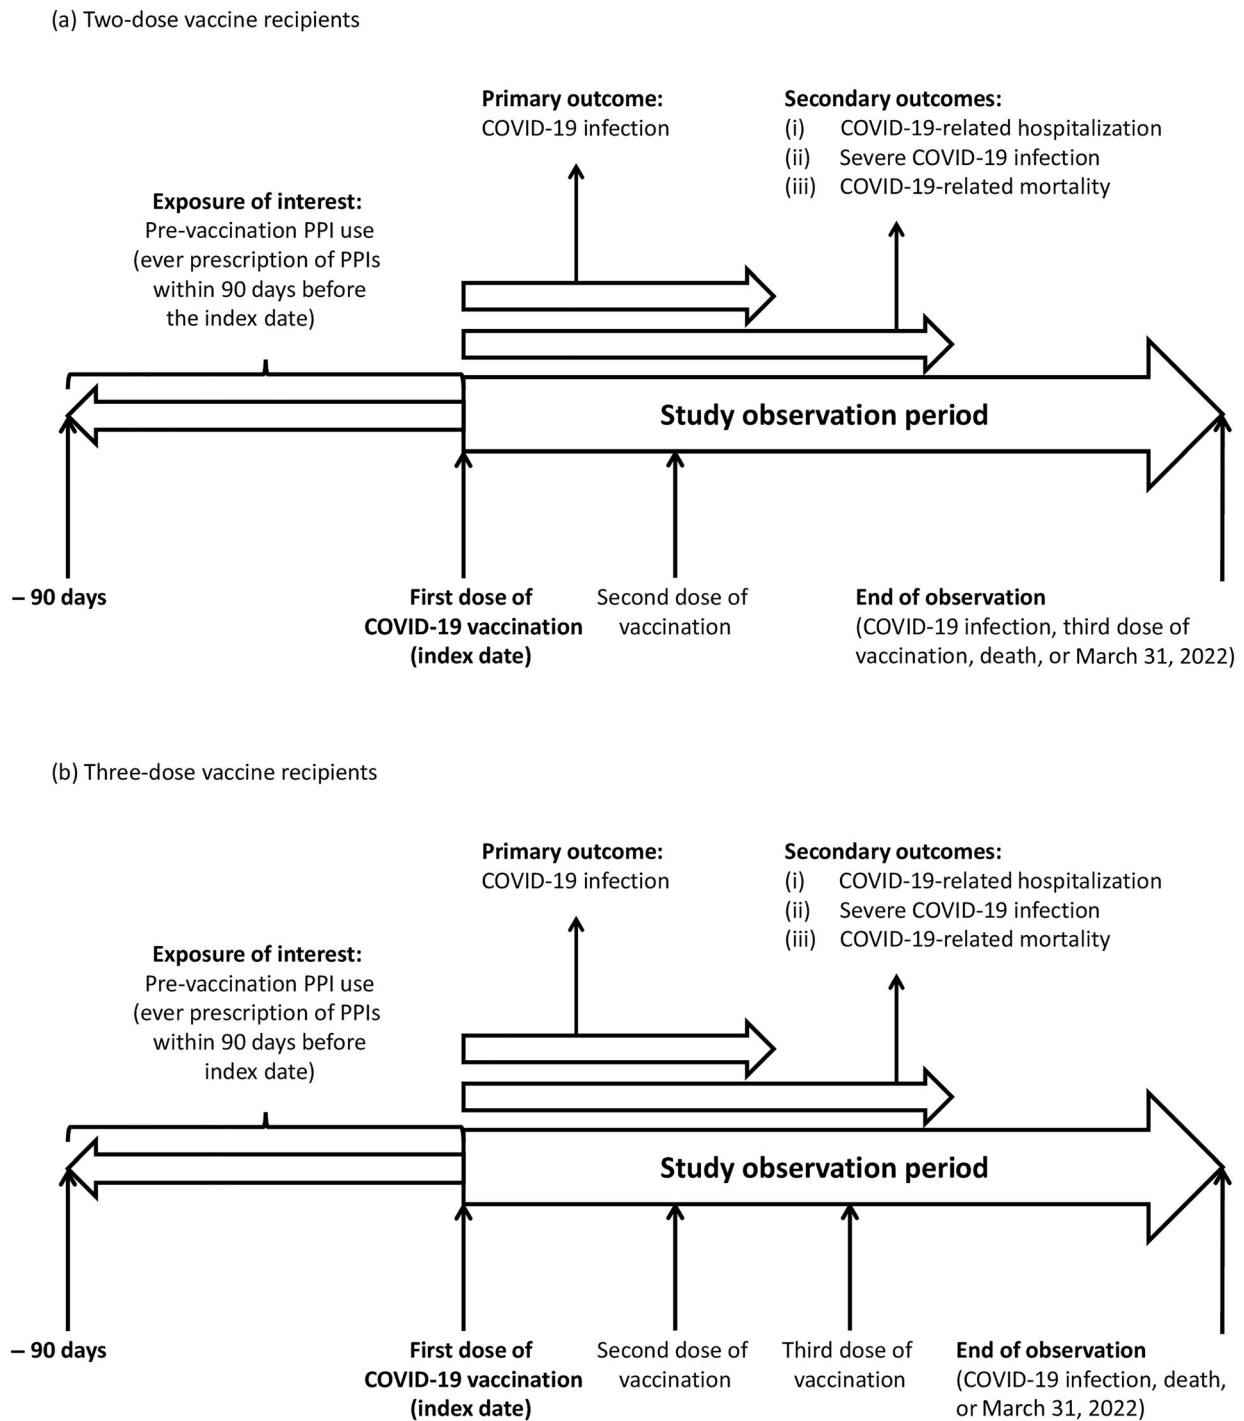 (a) Two-dose vaccine recipients
Primary outcome:
COVID-19 infection
Secondary outcomes:
(i) COVID-19-related hospitalization
(ii) Severe COVID-19 infection
(iii) COVID-19-related mortality
Exposure of interest:
Pre-vaccination PPI use
(ever prescription of PPIs
within 90 days before
the index date)
Study observation period
– 90 days
First dose of
COVID-19 vaccination
(index date)
Second dose of
vaccination
End of observation
(COVID-19 infection, third dose of
vaccination, death, or March 31, 2022)
(b) Three-dose vaccine recipients
Primary outcome:
COVID-19 infection
Secondary outcomes:
(i) COVID-19-related hospitalization
(ii) Severe COVID-19 infection
(iii) COVID-19-related mortality
Exposure of interest:
Pre-vaccination PPI use
(ever prescription of PPIs
within 90 days before
index date)
Study observation period
– 90 days
First dose of
COVID-19 vaccination
(index date)
Second dose of
vaccination
Third dose of
vaccination
End of observation
(COVID-19 infection, death,
or March 31, 2022)